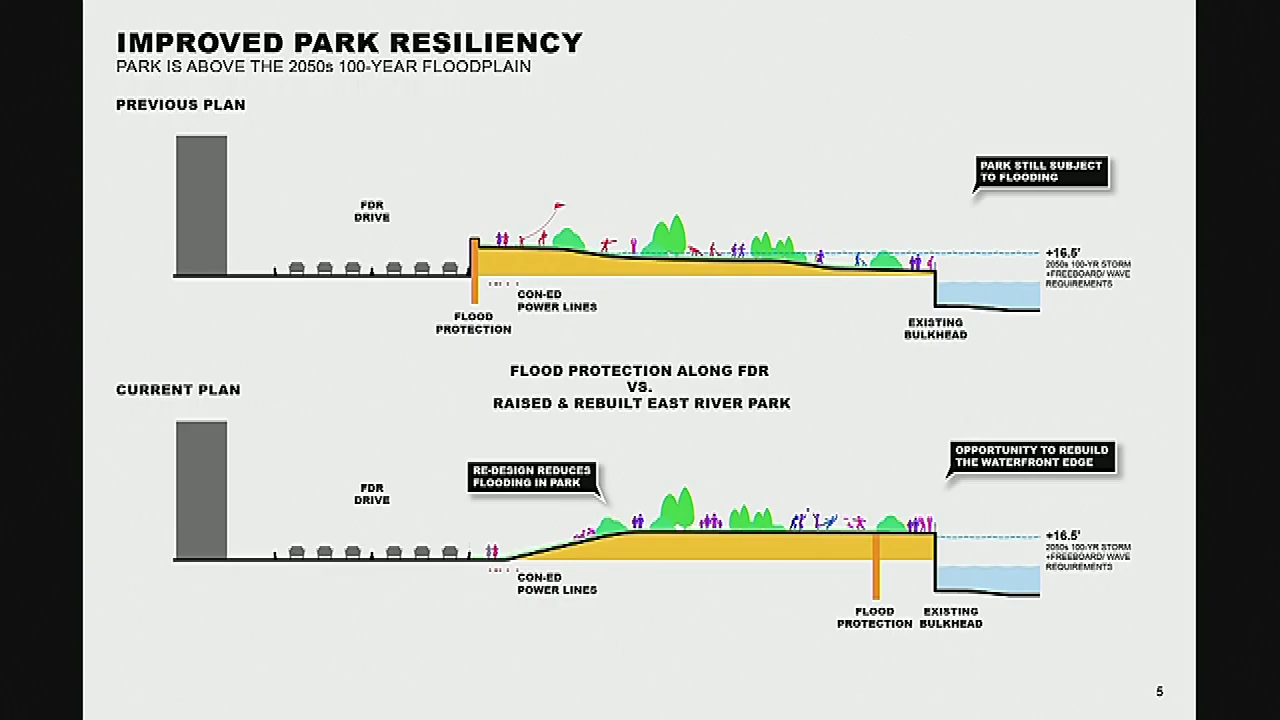 IMPROVED PARK RESILIENCY
PARK IS ABOVE THE 2050s 100-YEAR FLOODPLAIN
PREVIOUS PLAN
PARK STILL SUBJECT
TO FLOODING
FDR
DRIVE
+16.5'
2050s 100-YR STORM
+FREEBOARD/ WAVE
REQUIREMENTS
CON-ED
POWER LINES
FLOOD
PROTECTION
EXISTING
BULKHEAD
FLOOD PROTECTION ALONG FDR
VS.
RAISED & REBUILT EAST RIVER PARK
CURRENT PLAN
OPPORTUNITY TO REBUILD
THE WATERFRONT EDGE
RE-DESIGN REDUCES
FLOODING IN PARK
FDR
DRIVE
+16.5'
2050s 100-YR STORM
+FREEBOARD/ WAVE
REQUIREMENTS
CON-ED
POWER LINES
FLOOD
PROTECTION
EXISTING
BULKHEAD
5